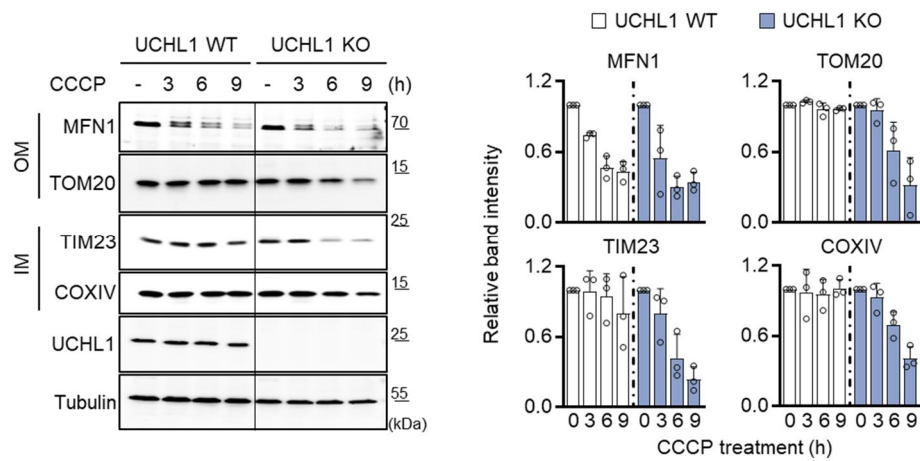 UCHL1 WT UCHL1 KO
CCCP - 3 6 9 - 3 6 9 (h)
OM
MFN1 70
TOM20 15
IM
TIM23 25
COXIV 15
UCHL1 25
Tubulin 55
(kDa)
UCHL1 WT UCHL1 KO
Relative band intensity
MFN1 TOM20
1.2 1.2
0.6 0.6
0.0 0.0
TIM23 COXIV
1.2 1.2
0.6 0.6
0.0 0.0
0 3 6 9 0 3 6 9 0 3 6 9 0 3 6 9
CCCP treatment (h)